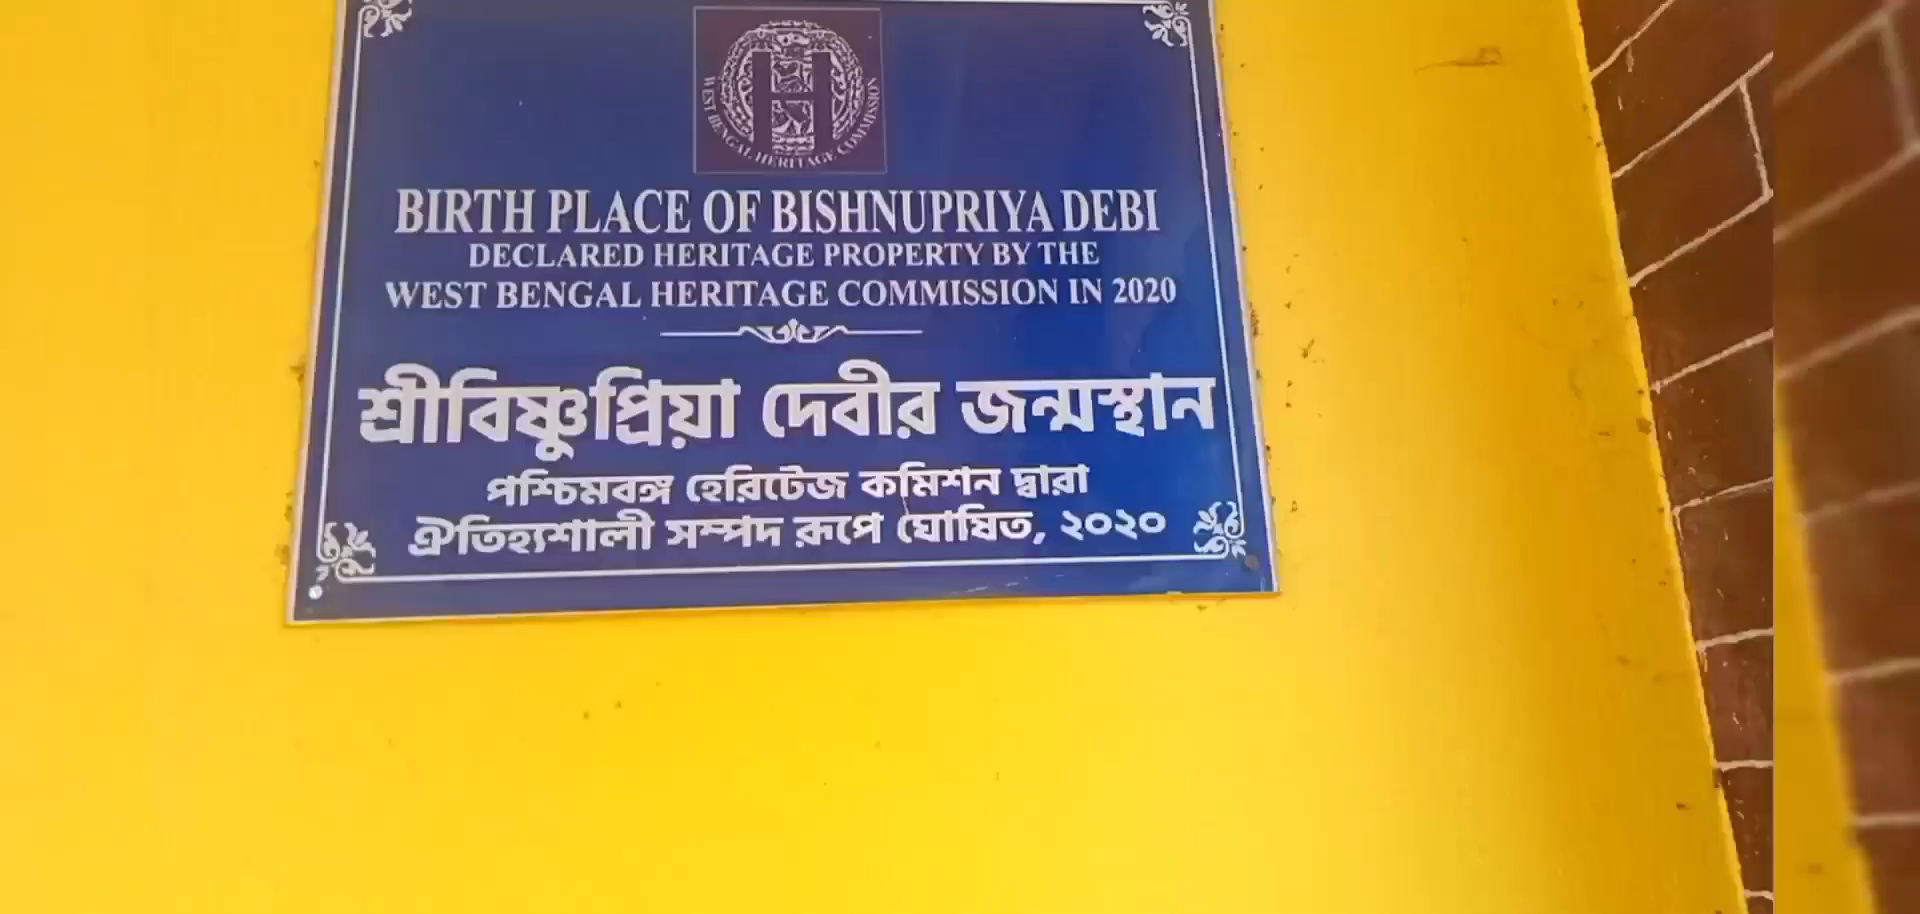 WEST BENGAL HERITAGE COMMISSION
BIRTH PLACE OF BISHNUPRIYA DEBI
DECLARED HERITAGE PROPERTY BY THE
WEST BENGAL HERITAGE COMMISSION IN 2020
শ্রীবিষ্ণুপ্রিয়া দেবীর জন্মস্থান
পশ্চিমবঙ্গ হেরিটেজ কমিশন দ্বারা
ঐতিহ্যশালী সম্পদ রূপে ঘোষিত, ২০২০